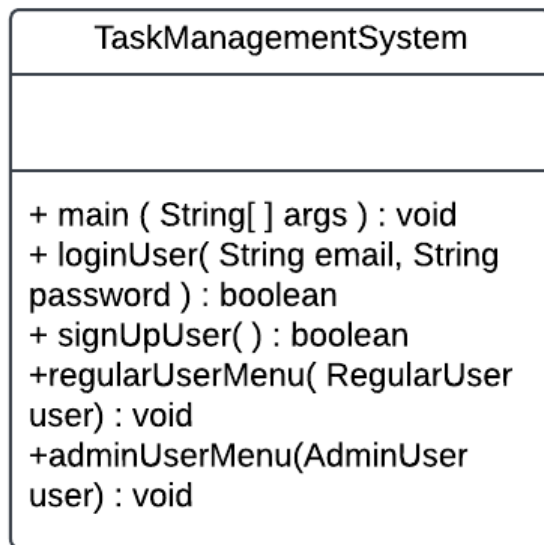 TaskManagementSystem
+ main ( String[ ] args ) : void
+ loginUser( String email, String
password ) : boolean
+ signUpUser( ) : boolean
+regularUserMenu( RegularUser
user) : void
+adminUserMenu(AdminUser
user) : void